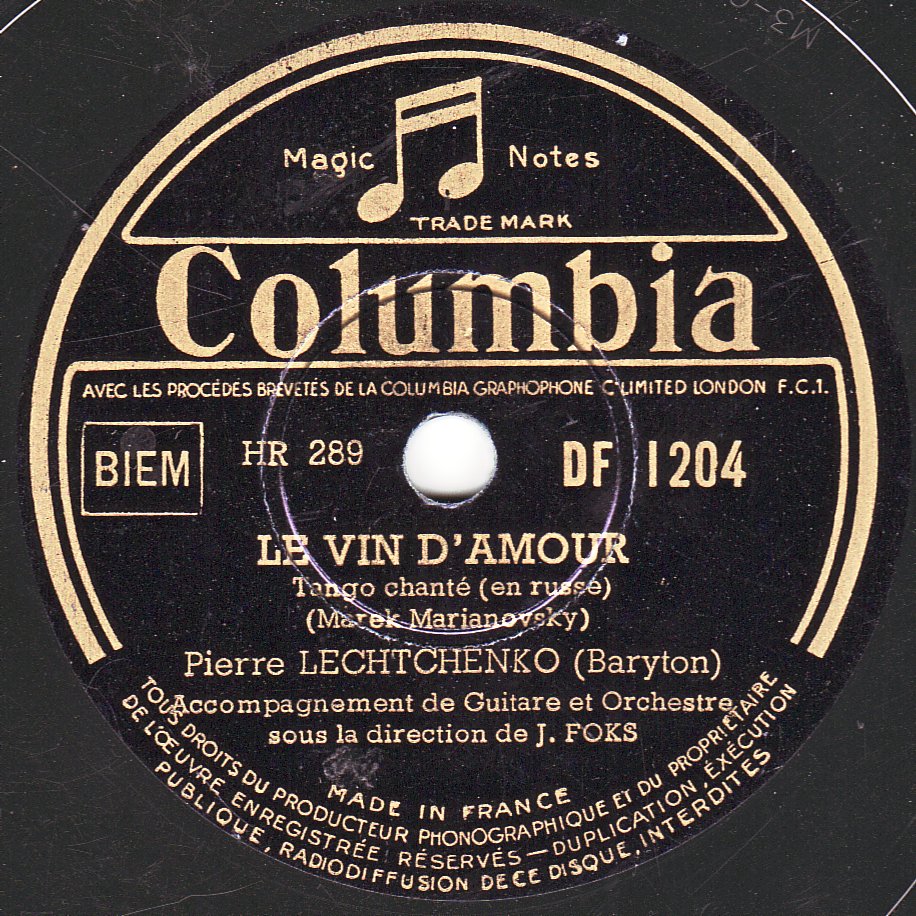 Magic Notes
TRADE MARK
Columbia
AVEC LES PROCÉDÉS BREVETÉS DE LA COLUMBIA GRAPHOPHONE Cº LIMITED LONDON F.C.1.
BIEM HR 289 DF 1204
LE VIN D'AMOUR
Tango chanté (en russe)
(Marek Marianovsky)
Pierre LECHTCHENKO (Baryton)
Accompagnement de Guitare et Orchestre
sous la direction de J. FOKS
MADE IN FRANCE
TOUS DROITS DU PRODUCTEUR PHONOGRAPHIQUE ET DU PROPRIÉTAIRE
DE L'ŒUVRE ENREGISTRÉE RÉSERVÉS — DUPLICATION EXÉCUTION
PUBLIQUE, RADIODIFFUSION DE CE DISQUE, INTERDITES